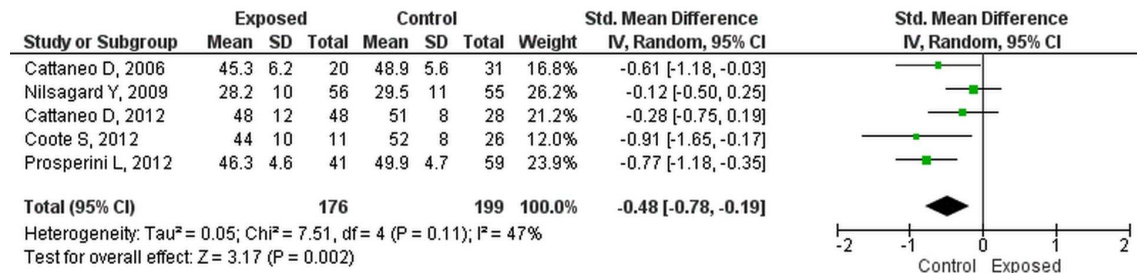 Exposed Control Std. Mean Difference Std. Mean Difference
Study or Subgroup Mean SD Total Mean SD Total Weight IV, Random, 95% CI IV, Random, 95% CI
Cattaneo D, 2006 45.3 6.2 20 48.9 5.6 31 16.8% -0.61 [-1.18, -0.03]
Nilsagard Y, 2009 28.2 10 56 29.5 11 55 26.2% -0.12 [-0.50, 0.25]
Cattaneo D, 2012 48 12 48 51 8 28 21.2% -0.28 [-0.75, 0.19]
Coote S, 2012 44 10 11 52 8 26 12.0% -0.91 [-1.65, -0.17]
Prosperini L, 2012 46.3 4.6 41 49.9 4.7 59 23.9% -0.77 [-1.18, -0.35]
Total (95% CI) 176 199 100.0% -0.48 [-0.78, -0.19]
Heterogeneity: Tau² = 0.05; Chi² = 7.51, df = 4 (P = 0.11); I² = 47%
Test for overall effect: Z = 3.17 (P = 0.002)
-2 -1 0 1 2
Control Exposed